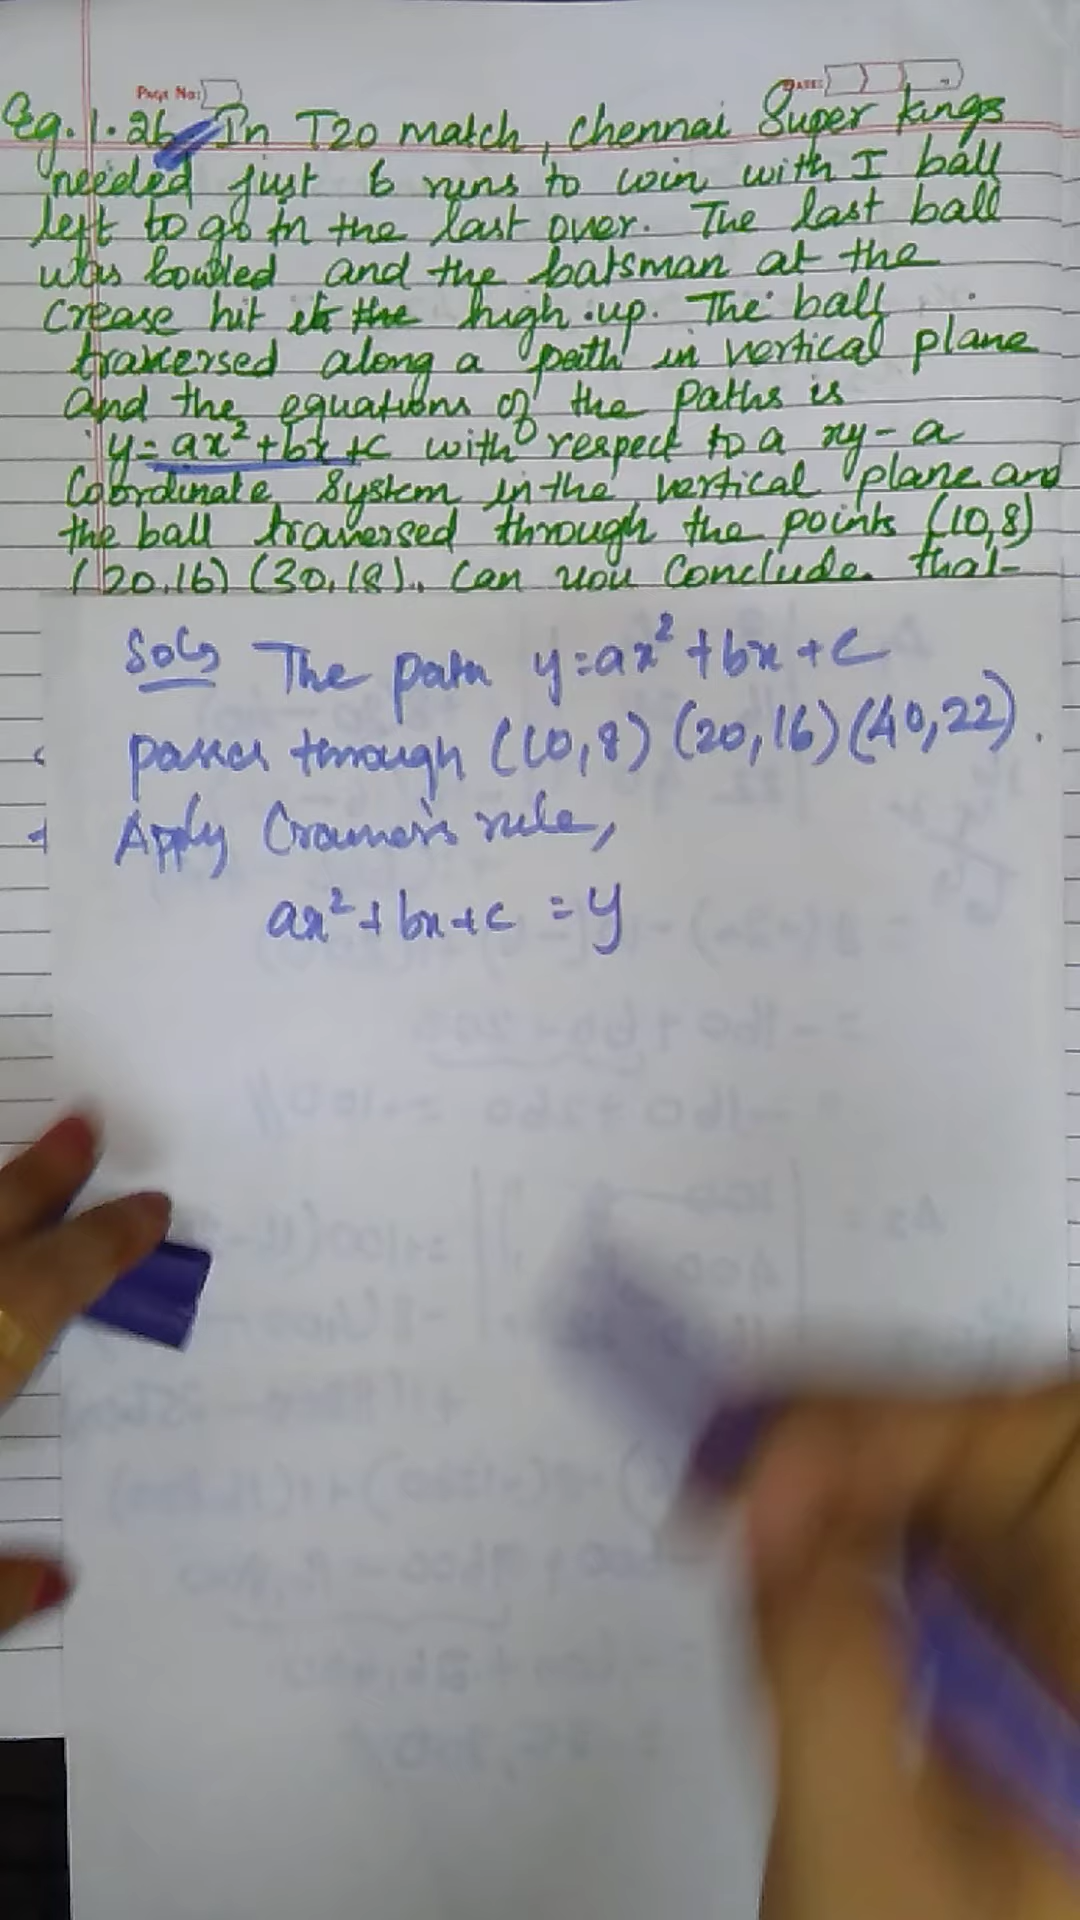 Page No:
DATE:
Eg. 1.26 In T20 match, Chennai Super kings
needed just 6 runs to win with I ball
left to go in the last over. The last ball
was bowled and the batsman at the
crease hit it the high.up. The ball
traversed along a path in vertical plane
and the equations of the paths is
y=ax²+bx+c with respect to a xy-a
Coordinate System in the vertical plane and
the ball traversed through the points (10,8)
(20,16) (30,18). Can you Conclude that
Soln The path y=ax²+bx+c
passes through (10,8) (20,16) (40,22).
Apply Cramer's rule,
ax²+bx+c=y